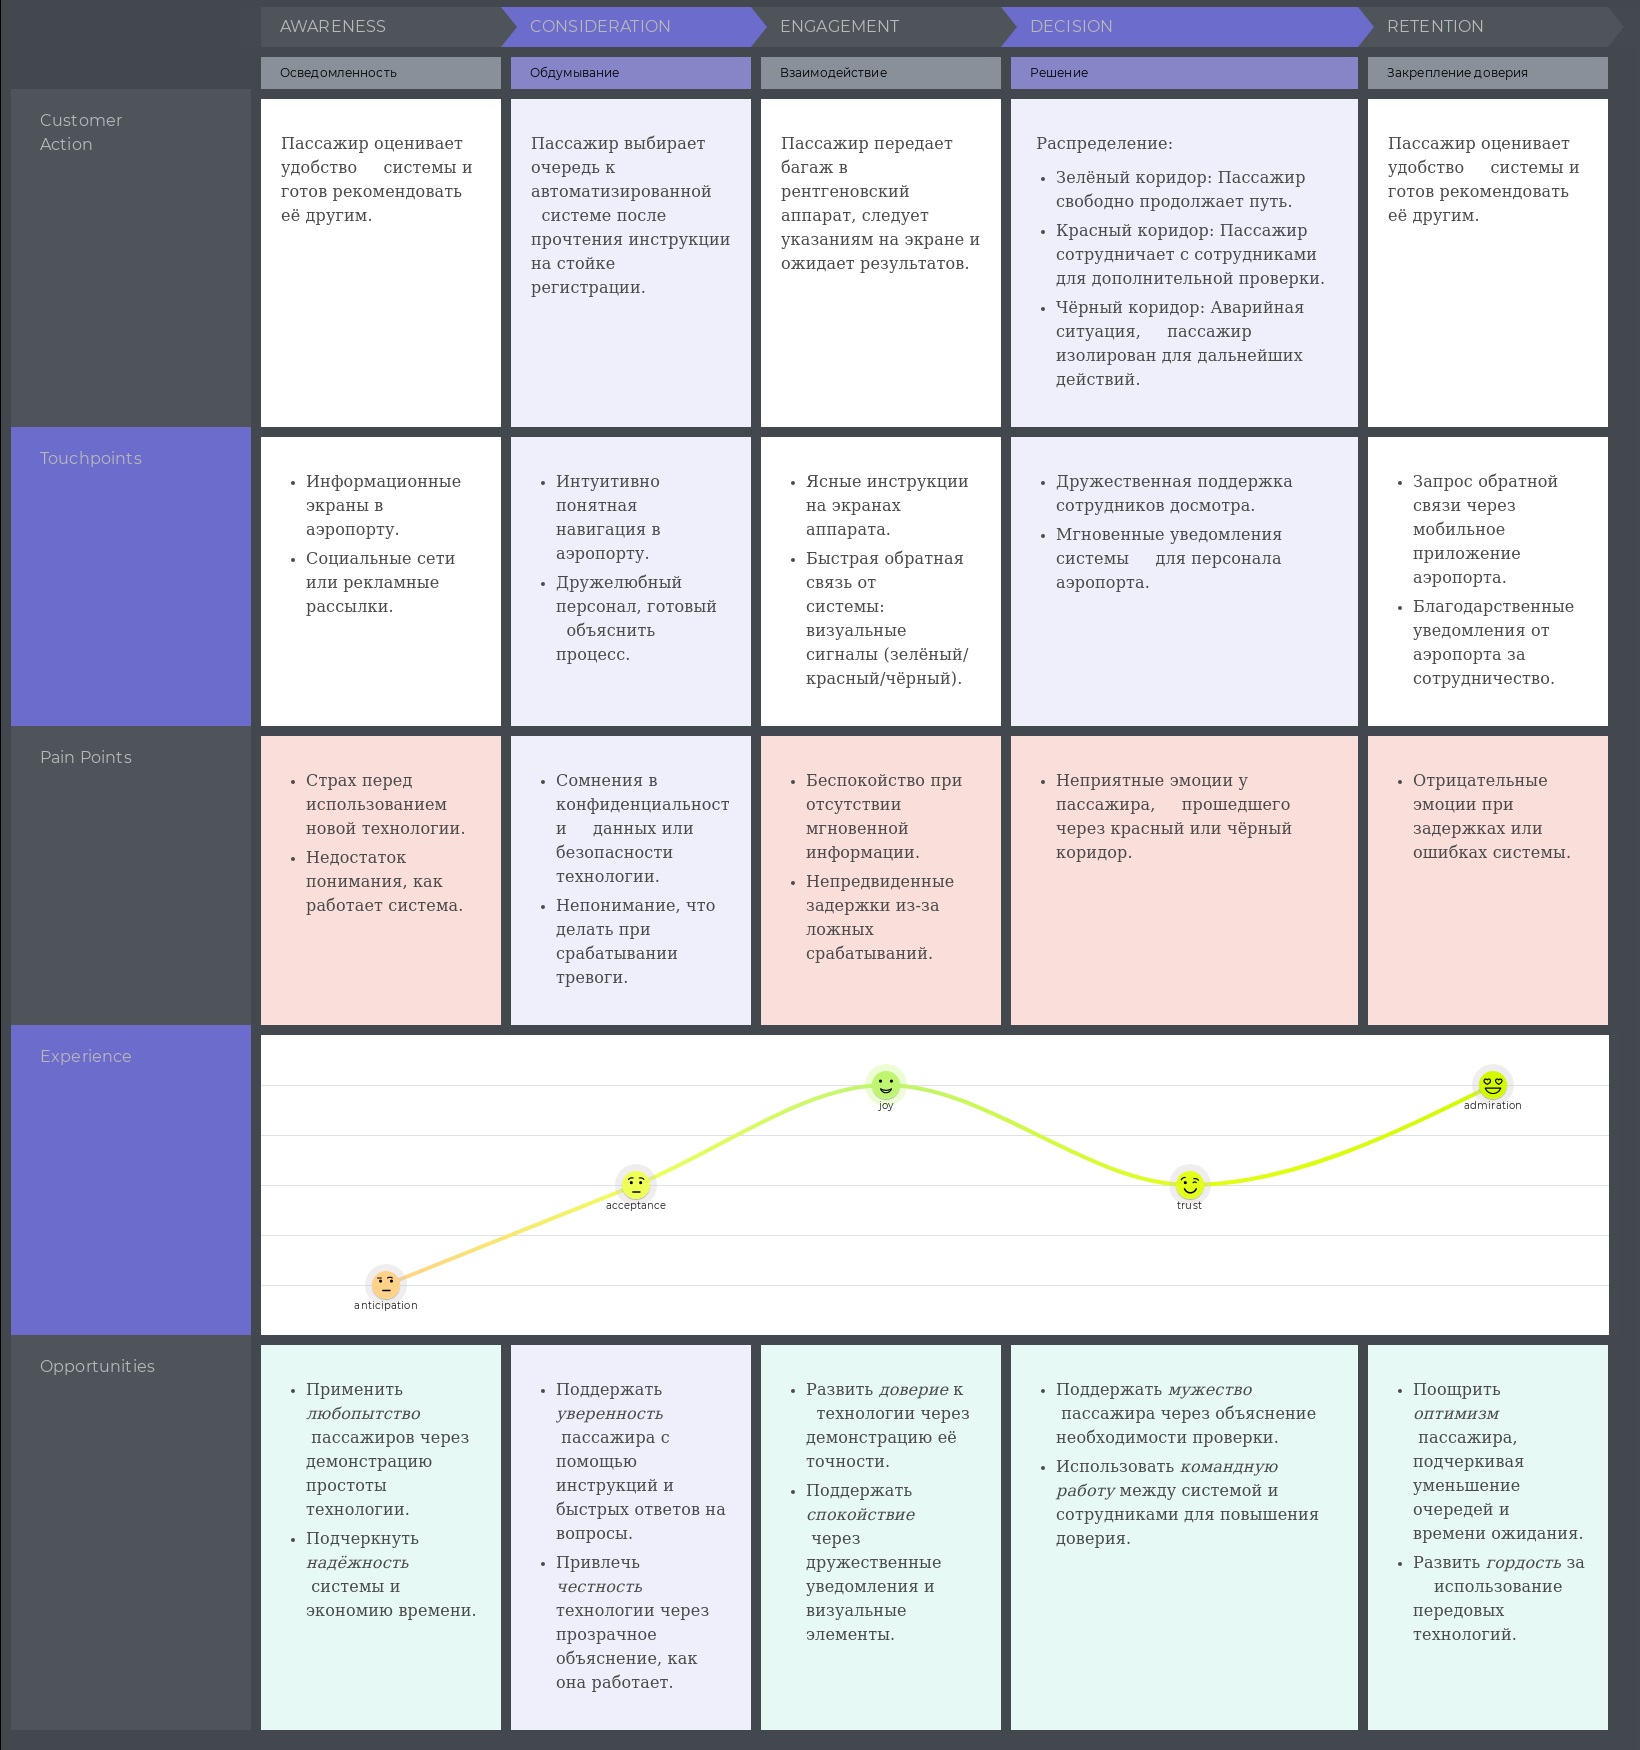 AWARENESS
CONSIDERATION
ENGAGEMENT
DECISION
RETENTION
Осведомленность
Обдумывание
Взаимодействие
Решение
Закрепление доверия
Customer
Action
Пассажир оценивает
удобство системы и
готов рекомендовать
её другим.
Пассажир выбирает
очередь к
автоматизированной
системе после
прочтения инструкции
на стойке
регистрации.
Пассажир передает
багаж в
рентгеновский
аппарат, следует
указаниям на экране и
ожидает результатов.
Распределение:
• Зелёный коридор: Пассажир
свободно продолжает путь.
• Красный коридор: Пассажир
сотрудничает с сотрудниками
для дополнительной проверки.
• Чёрный коридор: Аварийная
ситуация, пассажир
изолирован для дальнейших
действий.
Пассажир оценивает
удобство системы и
готов рекомендовать
её другим.
Touchpoints
• Информационные
экраны в
аэропорту.
• Социальные сети
или рекламные
рассылки.
• Интуитивно
понятная
навигация в
аэропорту.
• Дружелюбный
персонал, готовый
объяснить
процесс.
• Ясные инструкции
на экранах
аппарата.
• Быстрая обратная
связь от
системы:
визуальные
сигналы (зелёный/
красный/чёрный).
• Дружественная поддержка
сотрудников досмотра.
• Мгновенные уведомления
системы для персонала
аэропорта.
• Запрос обратной
связи через
мобильное
приложение
аэропорта.
• Благодарственные
уведомления от
аэропорта за
сотрудничество.
Pain Points
• Страх перед
использованием
новой технологии.
• Недостаток
понимания, как
работает система.
• Сомнения в
конфиденциальност
и данных или
безопасности
технологии.
• Непонимание, что
делать при
срабатывании
тревоги.
• Беспокойство при
отсутствии
мгновенной
информации.
• Непредвиденные
задержки из-за
ложных
срабатываний.
• Неприятные эмоции у
пассажира, прошедшего
через красный или чёрный
коридор.
• Отрицательные
эмоции при
задержках или
ошибках системы.
Experience
anticipation
acceptance
joy
trust
admiration
Opportunities
• Применить
любопытство
пассажиров через
демонстрацию
простоты
технологии.
• Подчеркнуть
надёжность
системы и
экономию времени.
• Поддержать
уверенность
пассажира с
помощью
инструкций и
быстрых ответов на
вопросы.
• Привлечь
честность
технологии через
прозрачное
объяснение, как
она работает.
• Развить доверие к
технологии через
демонстрацию её
точности.
• Поддержать
спокойствие
через
дружественные
уведомления и
визуальные
элементы.
• Поддержать мужество
пассажира через объяснение
необходимости проверки.
• Использовать командную
работу между системой и
сотрудниками для повышения
доверия.
• Поощрить
оптимизм
пассажира,
подчеркивая
уменьшение
очередей и
времени ожидания.
• Развить гордость за
использование
передовых
технологий.